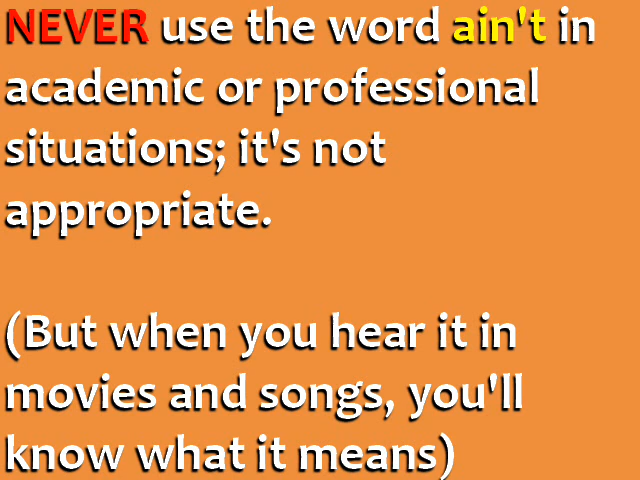 NEVER use the word ain't in
academic or professional
situations; it's not
appropriate.
(But when you hear it in
movies and songs, you'll
know what it means)